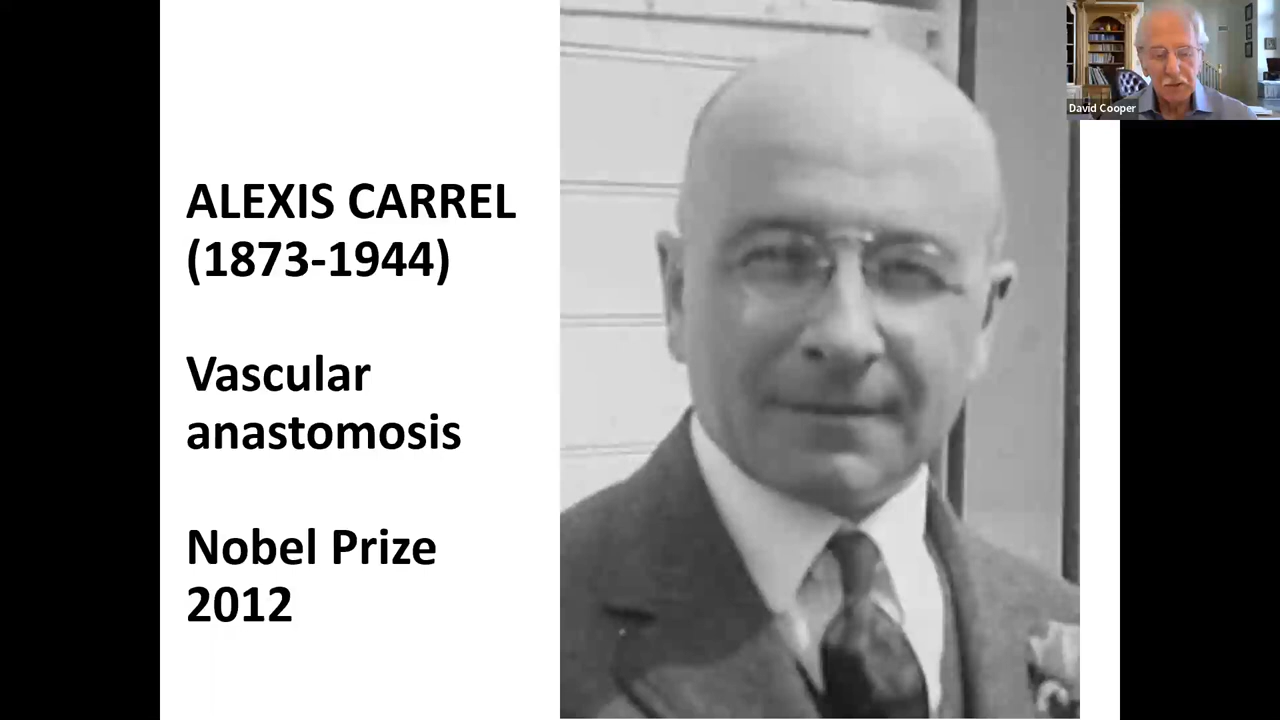 ALEXIS CARREL
(1873-1944)
Vascular
anastomosis
Nobel Prize
2012
David Cooper